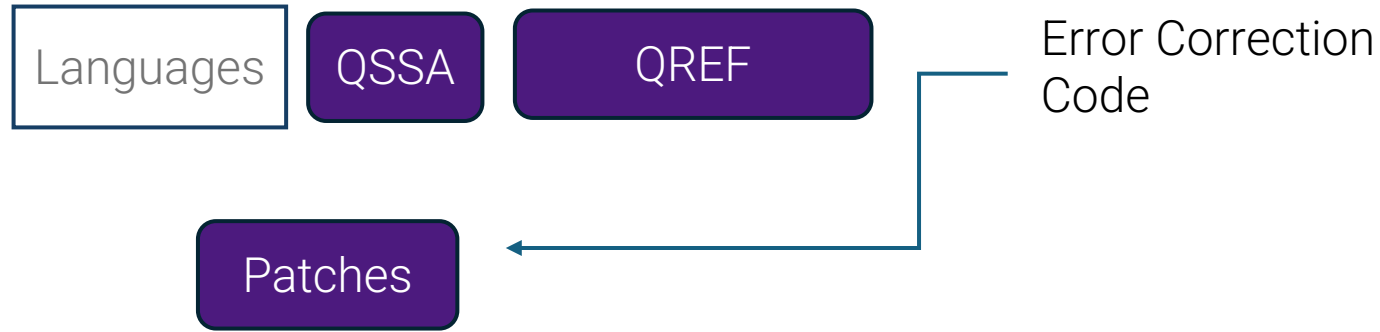 Languages
QSSA
QREF
Error Correction
Code
Patches